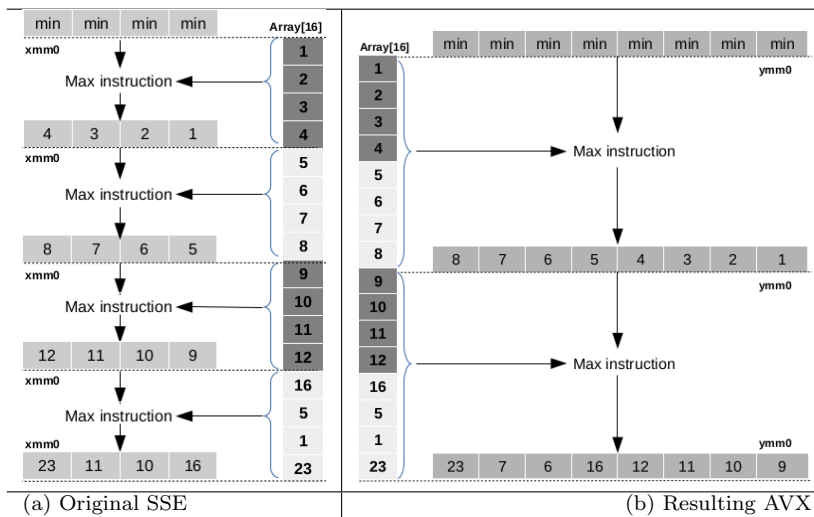 min min min min
Array[16]
xmm0
1
Max instruction
2
3
4 3 2 1
4
xmm0
5
Max instruction
6
7
8 7 6 5
8
xmm0
9
Max instruction
10
11
12 11 10 9
12
16
Max instruction
5
xmm0
1
23 11 10 16
23
(a) Original SSE
Array[16]
min min min min min min min min
ymm0
1
2
3
4
Max instruction
5
6
7
8
8 7 6 5 4 3 2 1
ymm0
9
10
11
12
Max instruction
16
5
1
ymm0
23
23 7 6 16 12 11 10 9
(b) Resulting AVX